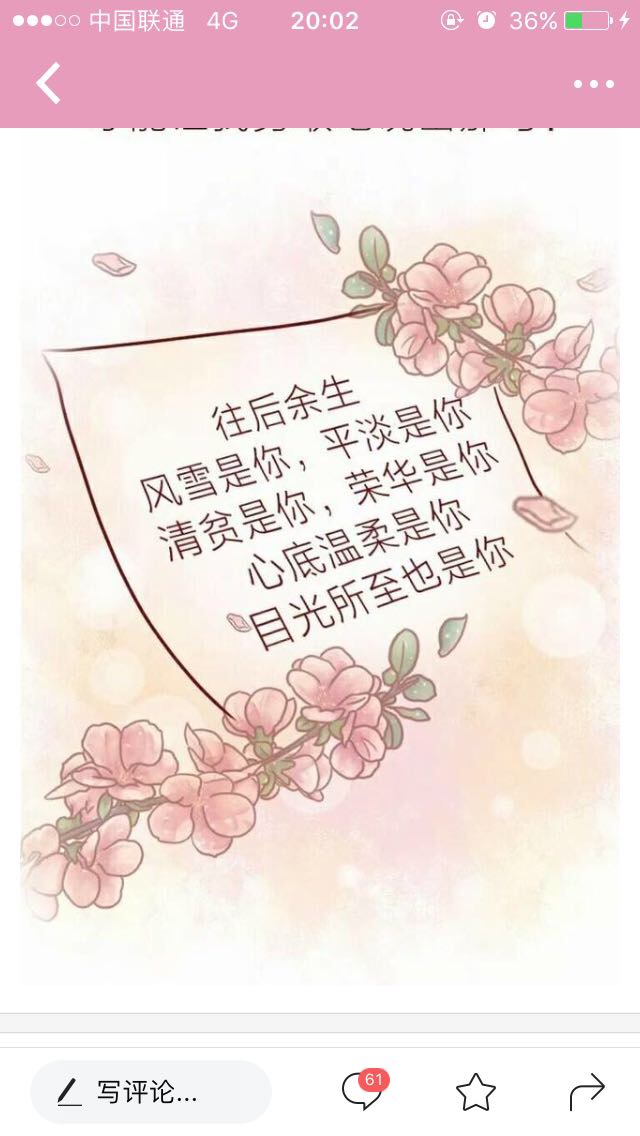 中国联通 4G 20:02 36%
往后余生
风雪是你，平淡是你
清贫是你，荣华是你
心底温柔是你
目光所至也是你
写评论... 61